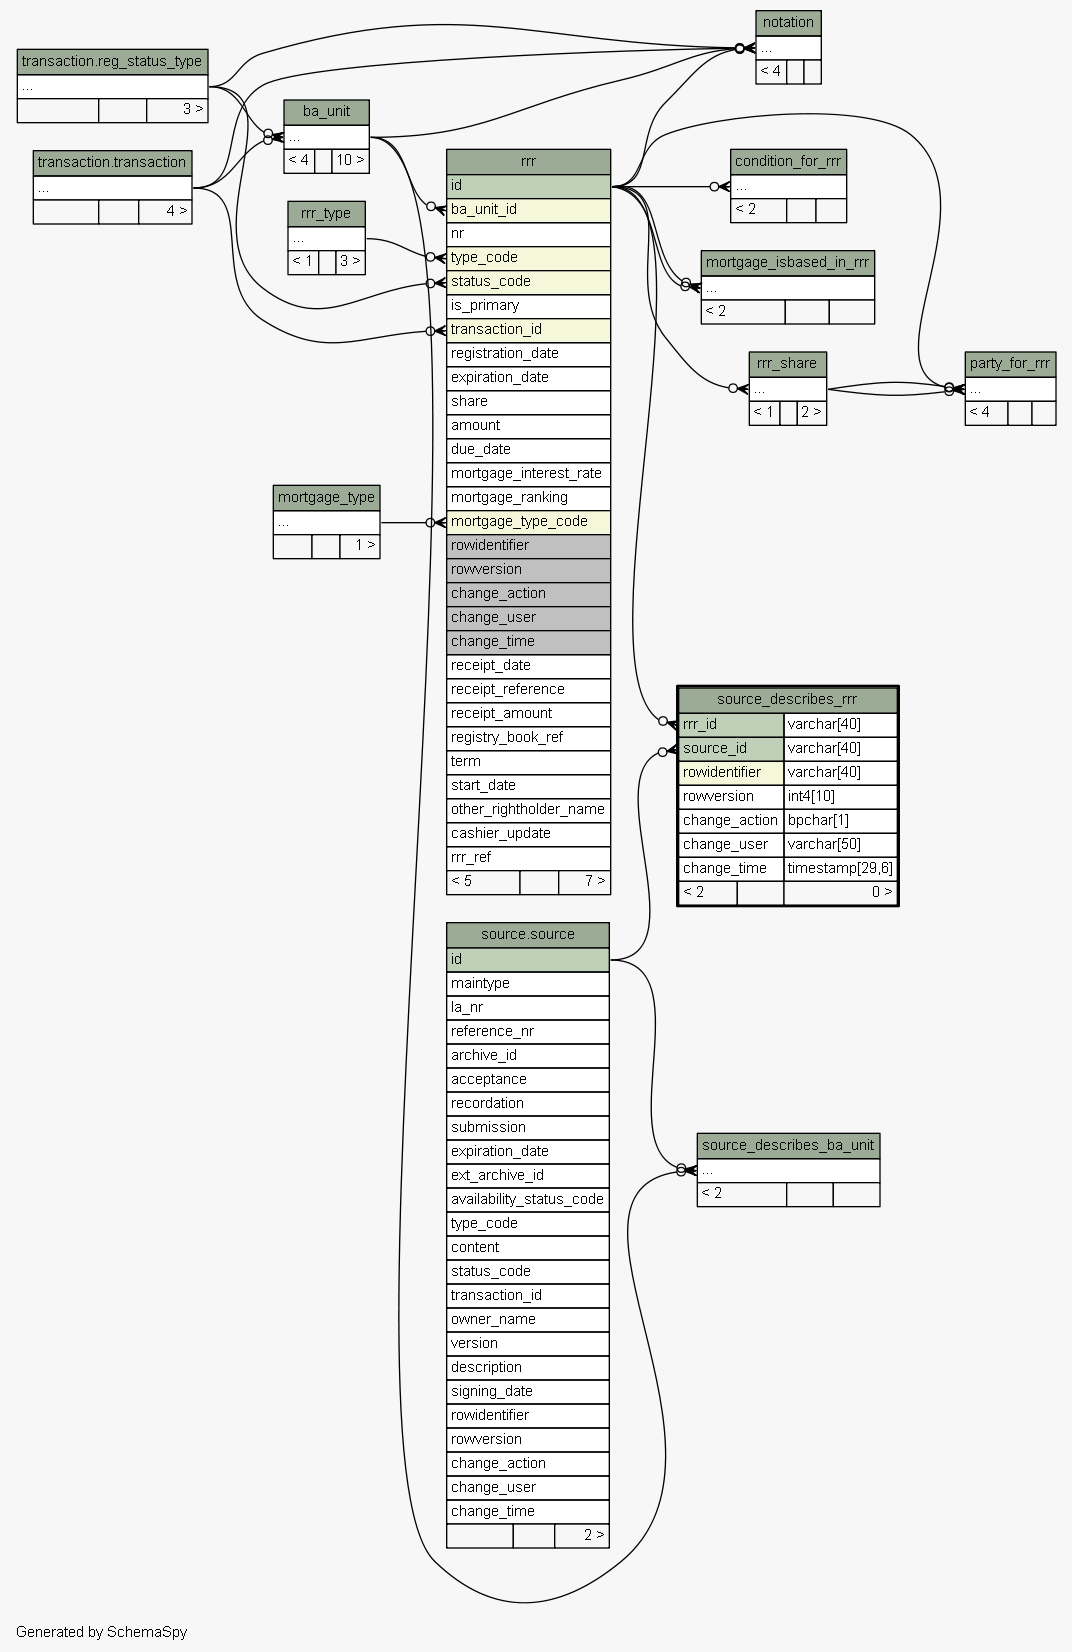 notation
...
< 4
transaction.reg_status_type
...
3 >
ba_unit
...
< 4 10 >
transaction.transaction
...
4 >
rrr_type
...
< 1 3 >
mortgage_type
...
1 >
rrr
id
ba_unit_id
nr
type_code
status_code
is_primary
transaction_id
registration_date
expiration_date
share
amount
due_date
mortgage_interest_rate
mortgage_ranking
mortgage_type_code
rowidentifier
rowversion
change_action
change_user
change_time
receipt_date
receipt_reference
receipt_amount
registry_book_ref
term
start_date
other_rightholder_name
cashier_update
rrr_ref
< 5 7 >
condition_for_rrr
...
< 2
mortgage_isbased_in_rrr
...
< 2
rrr_share
...
< 1 2 >
party_for_rrr
...
< 4
source_describes_rrr
rrr_id varchar[40]
source_id varchar[40]
rowidentifier varchar[40]
rowversion int4[10]
change_action bpchar[1]
change_user varchar[50]
change_time timestamp[29,6]
< 2 0 >
source.source
id
maintype
la_nr
reference_nr
archive_id
acceptance
recordation
submission
expiration_date
ext_archive_id
availability_status_code
type_code
content
status_code
transaction_id
owner_name
version
description
signing_date
rowidentifier
rowversion
change_action
change_user
change_time
2 >
source_describes_ba_unit
...
< 2
Generated by SchemaSpy